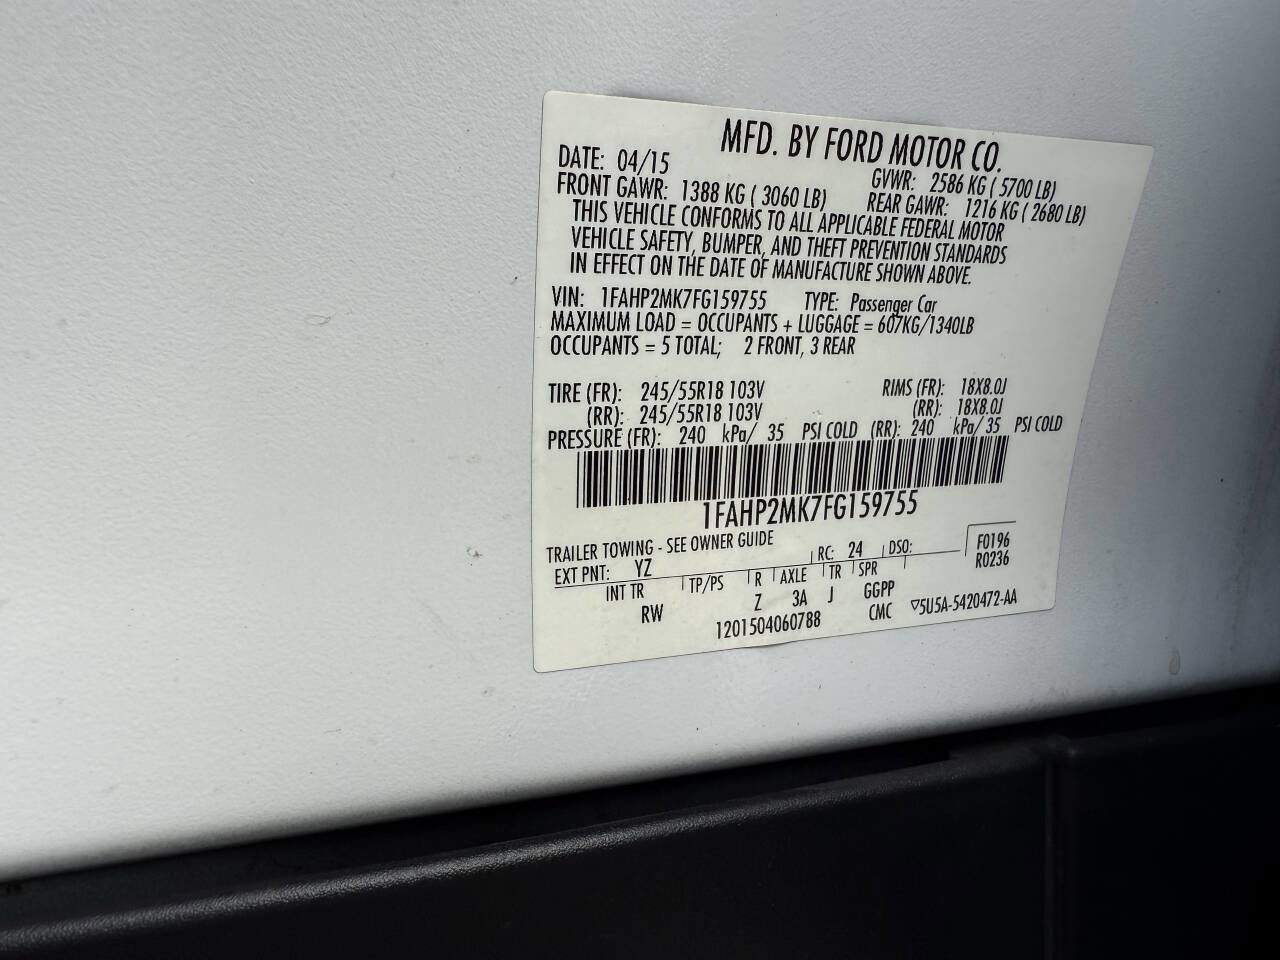 MFD. BY FORD MOTOR CO.
DATE: 04/15 GVWR: 2586 KG ( 5700 LB)
FRONT GAWR: 1388 KG ( 3060 LB) REAR GAWR: 1216 KG ( 2680 LB)
THIS VEHICLE CONFORMS TO ALL APPLICABLE FEDERAL MOTOR
VEHICLE SAFETY, BUMPER, AND THEFT PREVENTION STANDARDS
IN EFFECT ON THE DATE OF MANUFACTURE SHOWN ABOVE.
VIN: 1FAHP2MK7FG159755 TYPE: Passenger Car
MAXIMUM LOAD = OCCUPANTS + LUGGAGE = 607KG/1340LB
OCCUPANTS = 5 TOTAL; 2 FRONT, 3 REAR
TIRE (FR): 245/55R18 103V RIMS (FR): 18X8.0J
(RR): 245/55R18 103V (RR): 18X8.0J
PRESSURE (FR): 240 kPa/ 35 PSI COLD (RR): 240 kPa/ 35 PSI COLD
1FAHP2MK7FG159755
TRAILER TOWING - SEE OWNER GUIDE F0196
EXT PNT: YZ RC: 24 DSO: R0236
INT TR TP/PS R AXLE TR SPR
RW Z 3A J GGPP
1201504060788 CMC ▽5U5A-5420472-AA